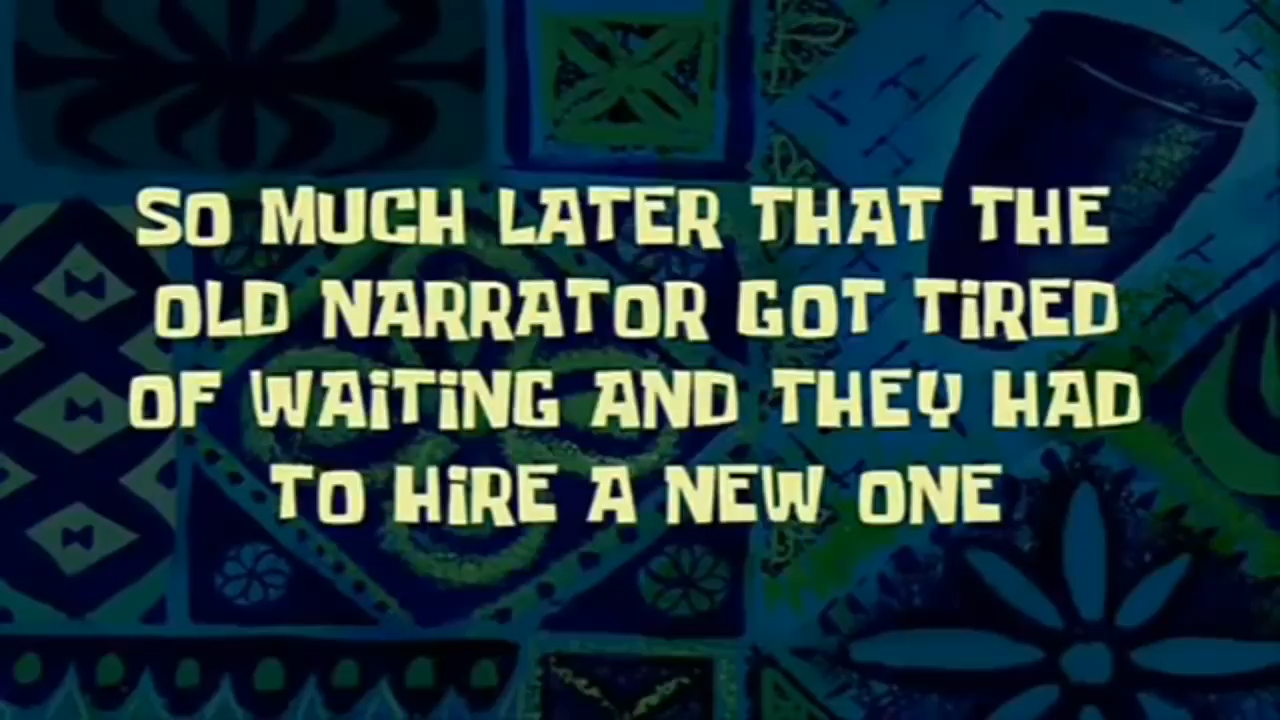 SO MUCH LATER THAT THE
OLD NARRATOR GOT TiRED
OF WAiTiNG AND THEY HAD
TO HiRE A NEW ONE